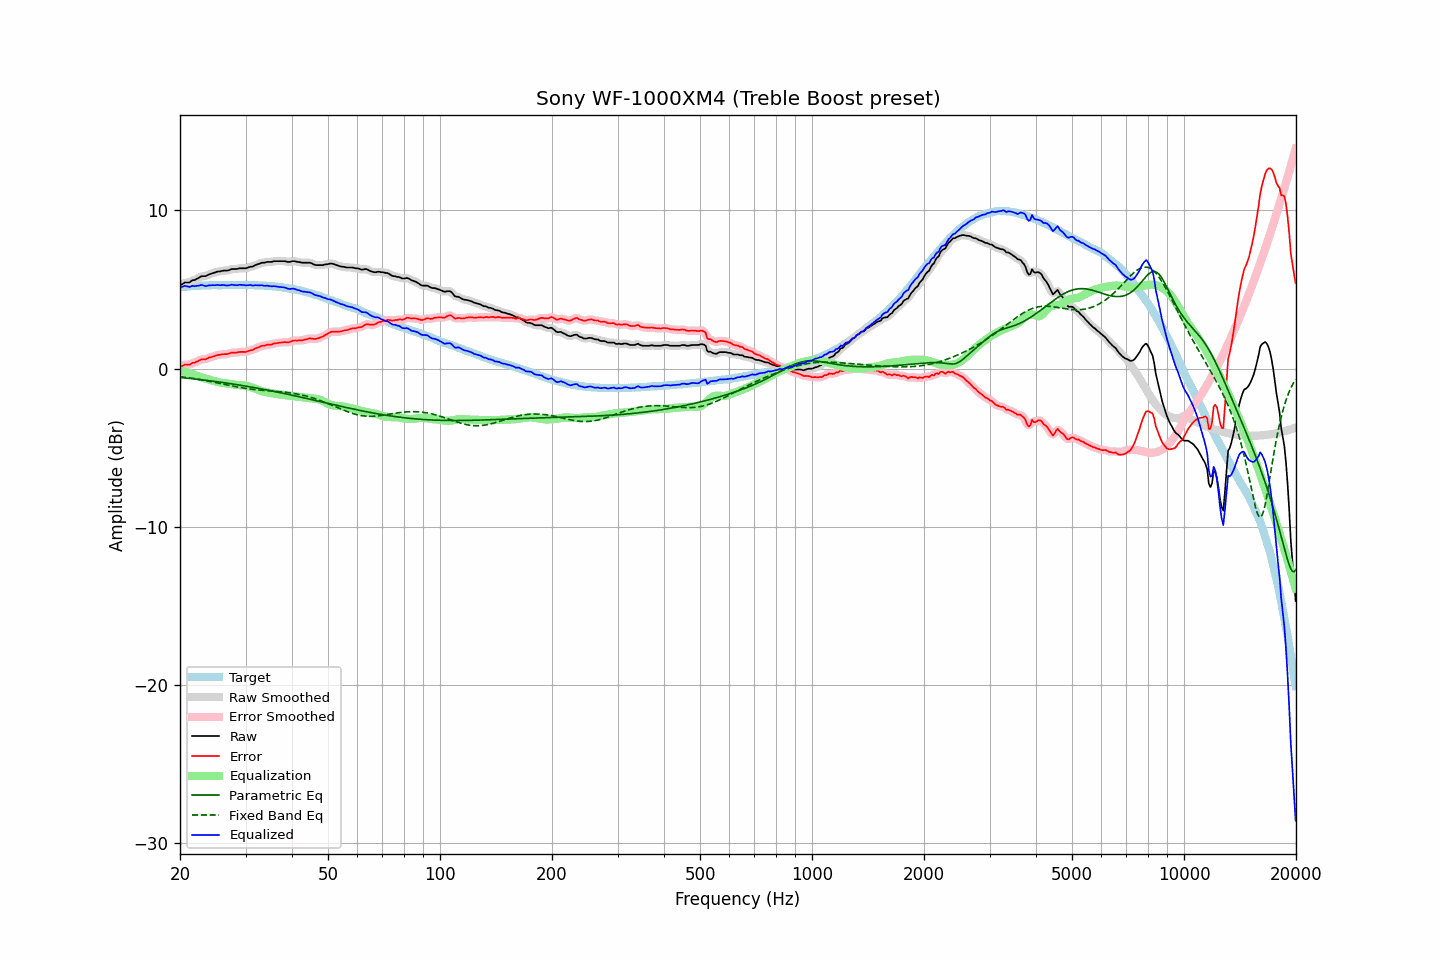 Sony WF-1000XM4 (Treble Boost preset)
Amplitude (dBr)
10
0
−10
−20
−30
Target
Raw Smoothed
Error Smoothed
Raw
Error
Equalization
Parametric Eq
Fixed Band Eq
Equalized
20 50 100 200 500 1000 2000 5000 10000 20000
Frequency (Hz)